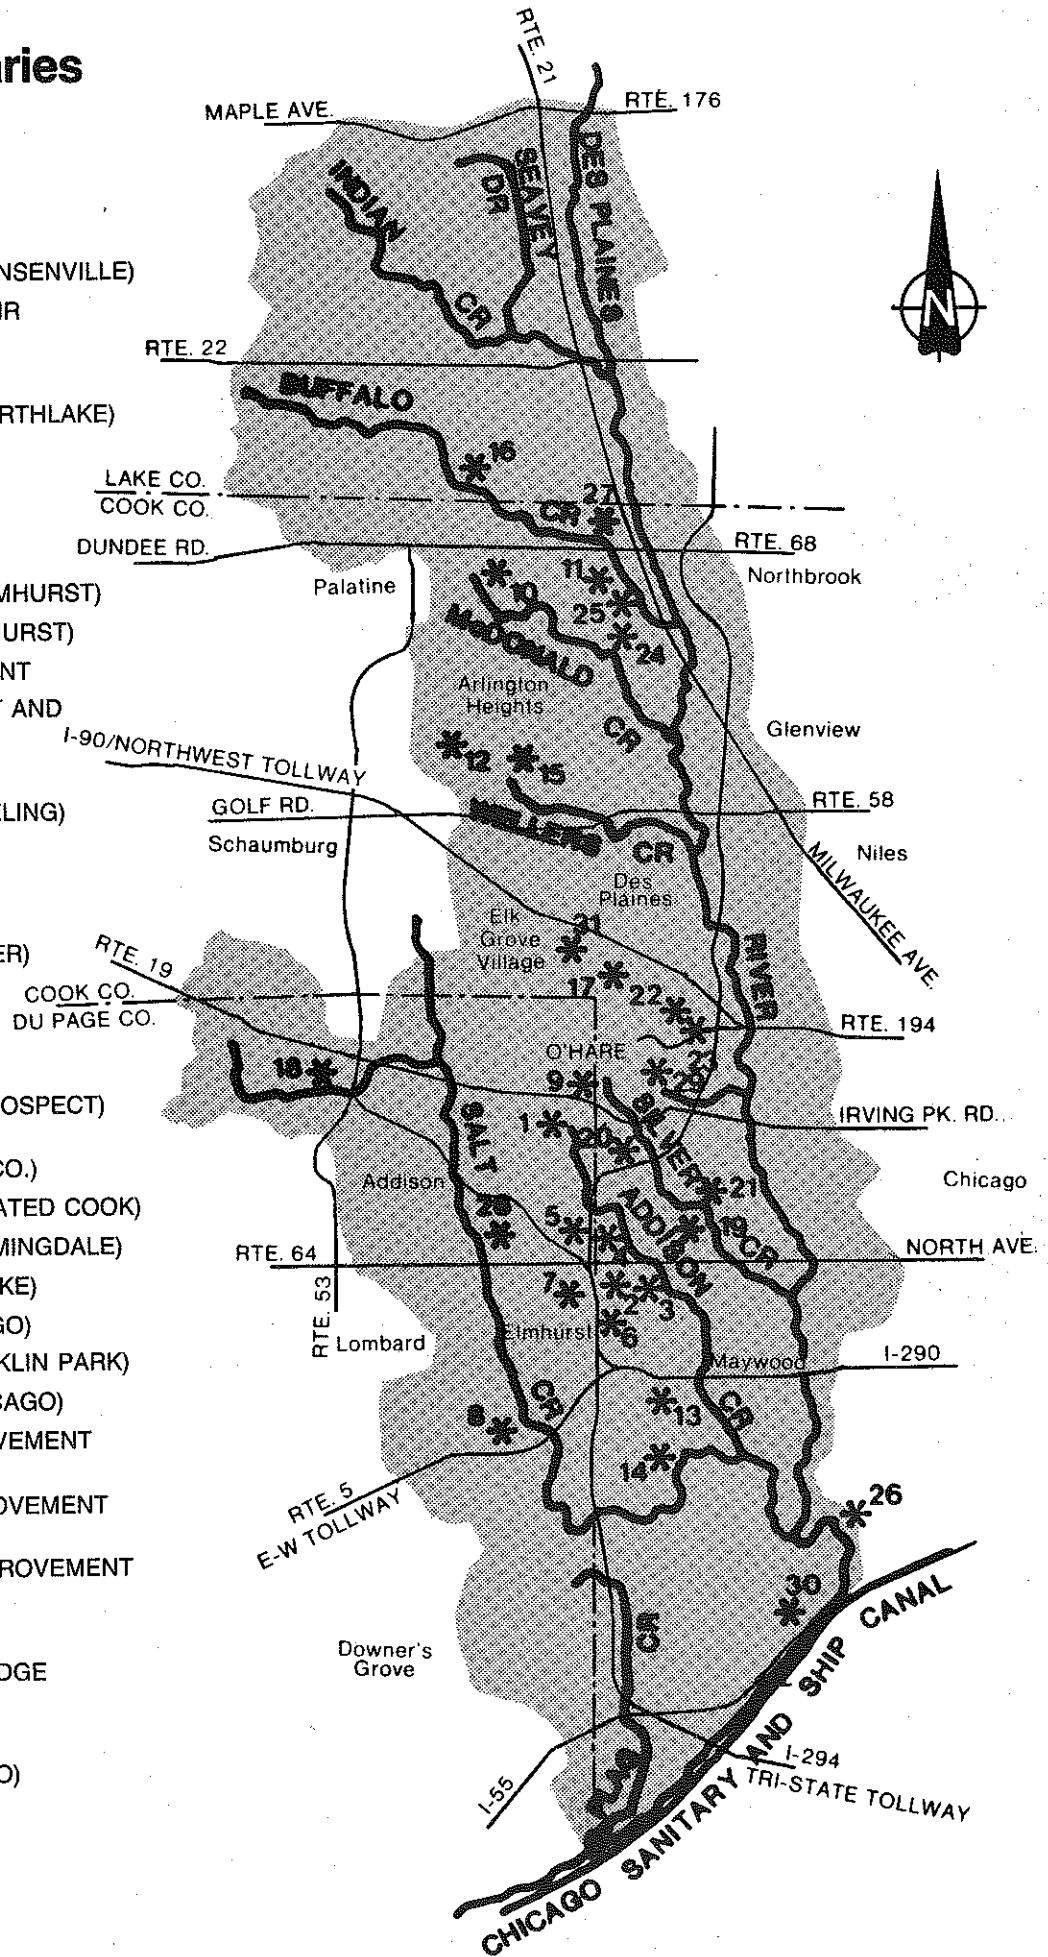 ries
NSENVILLE)
IR
RTHLAKE)
MHURST)
HURST)
NT
T AND
LING)
ER)
OSPECT)
CO.)
ATED COOK)
MINGDALE)
KE)
GO)
KLIN PARK)
CAGO)
VEMENT
OVEMENT
ROVEMENT
DGE
O)
RTE. 21
MAPLE AVE.
RTE. 176
INDIAN
CR
SEAVEY
DR
DES PLAINES
N
RTE. 22
BUFFALO
16
LAKE CO.
COOK CO.
27
CR
DUNDEE RD.
RTE. 68
Palatine
Northbrook
10
11
25
24
McDONALD
CR
Arlington
Heights
Glenview
I-90/NORTHWEST TOLLWAY
12
15
GOLF RD.
RTE. 58
Schaumburg
WELLERS
CR
Niles
MILWAUKEE AVE.
Des
Plaines
Elk
Grove
Village
31
17
22
RIVER
RTE. 19
COOK CO.
DU PAGE CO.
RTE. 194
O'HARE
23
29
18
9
IRVING PK. RD.
1
20
SILVER
CR
SALT
Addison
Chicago
21
19
28
5
4
ADDISON
RTE. 64
NORTH AVE.
7
2
3
6
RTE. 53
Lombard
Elmhurst
Maywood
I-290
CR
CR
8
13
14
RTE. 5
E-W TOLLWAY
26
30
CR
Downer's
Grove
FLAG
I-55
I-294
TRI-STATE TOLLWAY
CHICAGO SANITARY AND SHIP CANAL